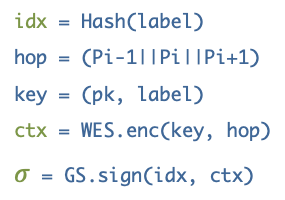 idx = Hash(label)
hop = (Pi-1||Pi||Pi+1)
key = (pk, label)
ctx = WES.enc(key, hop)
σ = GS.sign(idx, ctx)